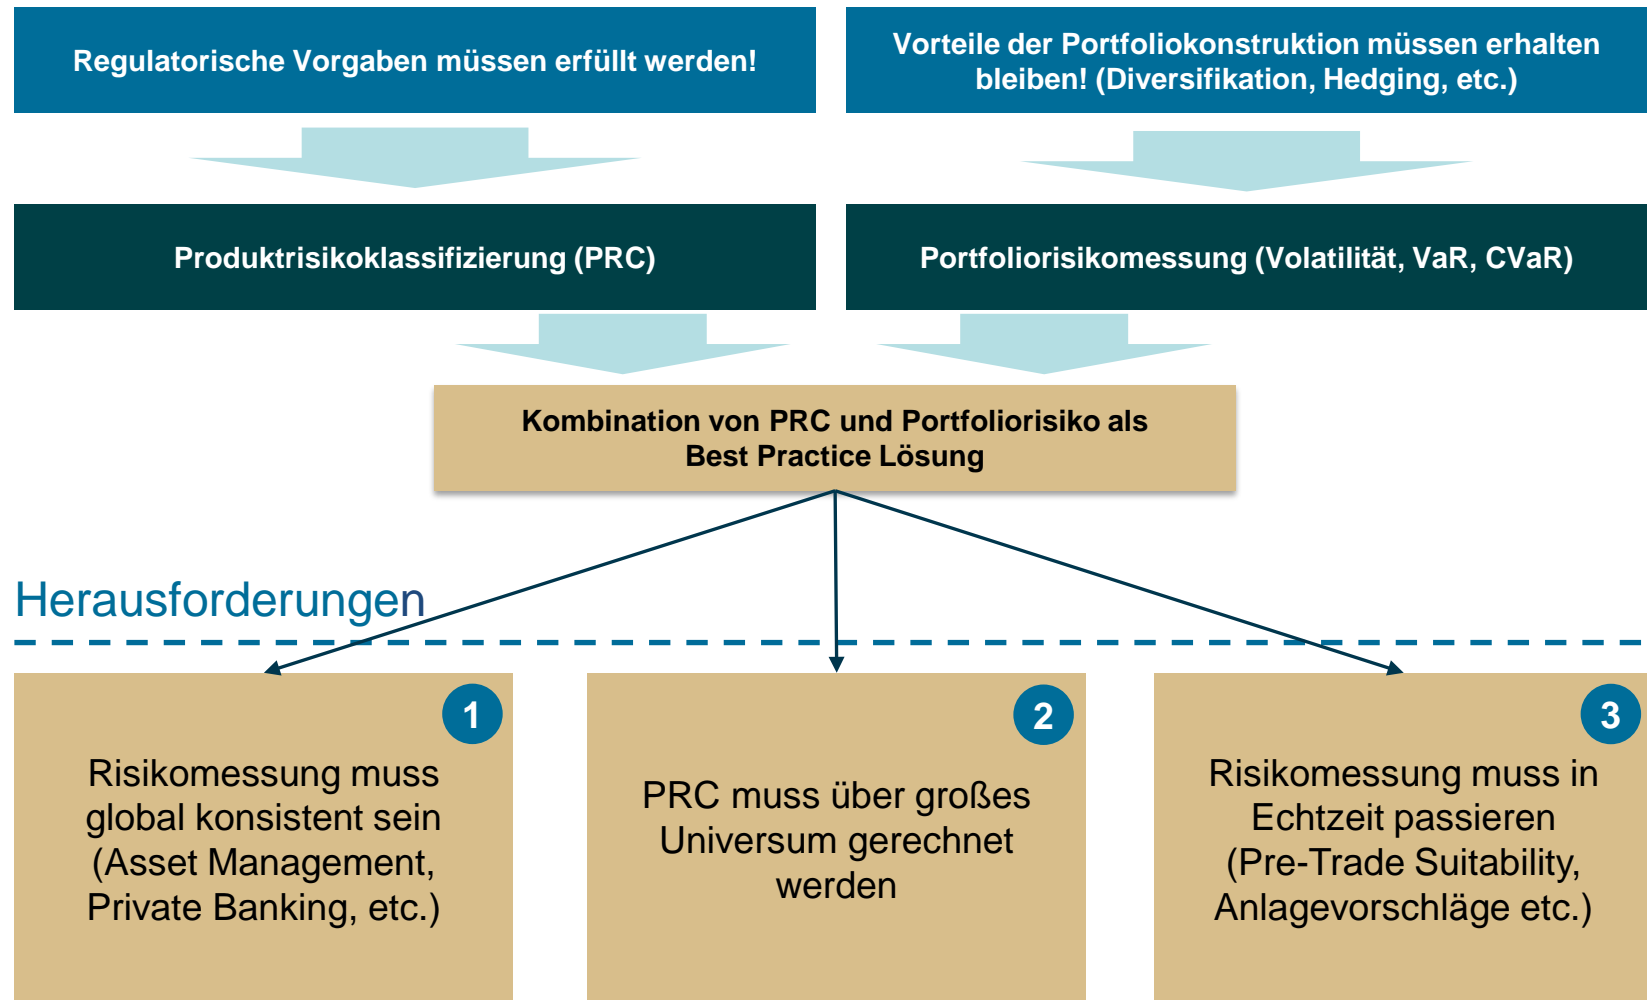 Regulatorische Vorgaben müssen erfüllt werden!
Vorteile der Portfoliokonstruktion müssen erhalten
bleiben! (Diversifikation, Hedging, etc.)
Produktrisikoklassifizierung (PRC)
Portfoliorisikomessung (Volatilität, VaR, CVaR)
Kombination von PRC und Portfoliorisiko als
Best Practice Lösung
Herausforderungen
1
Risikomessung muss
global konsistent sein
(Asset Management,
Private Banking, etc.)
2
PRC muss über großes
Universum gerechnet
werden
3
Risikomessung muss in
Echtzeit passieren
(Pre-Trade Suitability,
Anlagevorschläge etc.)